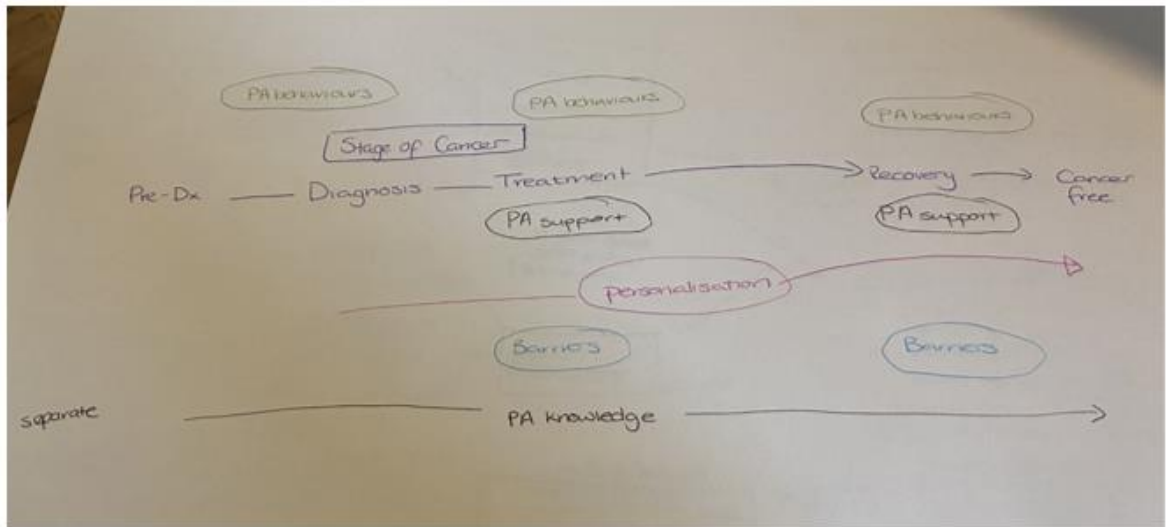 PA behaviours PA behaviours PA behaviours
Stage of Cancer
Pre-Dx Diagnosis Treatment Recovery Cancer free
PA support PA support
personalisation
Barriers Barriers
separate PA knowledge